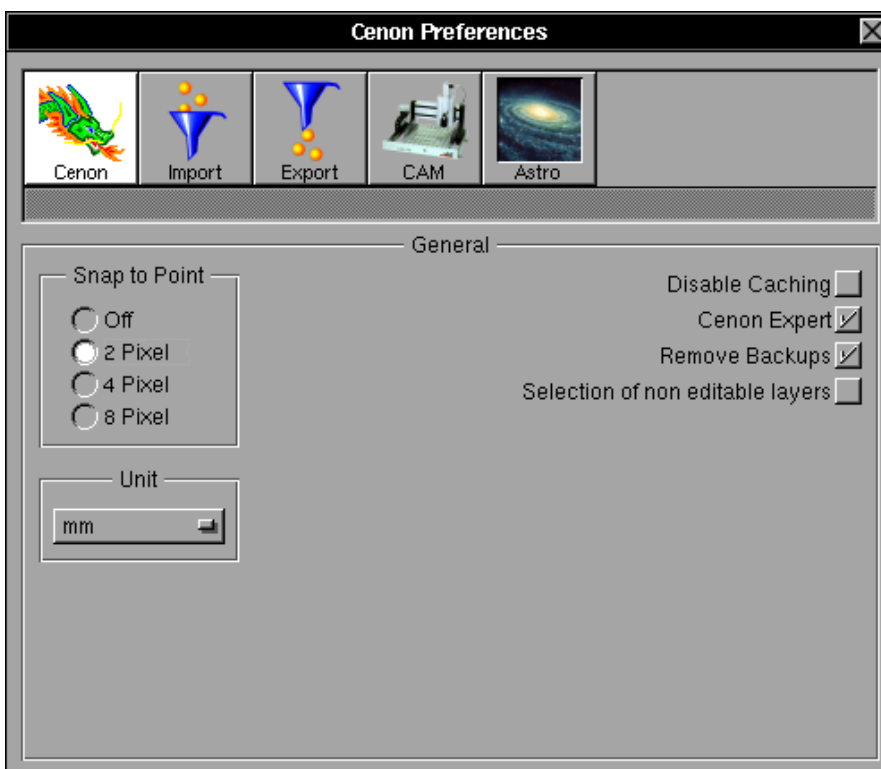 Cenon Preferences
Cenon Import Export CAM Astro
General
Snap to Point
Off
2 Pixel
4 Pixel
8 Pixel
Unit
mm
Disable Caching
Cenon Expert
Remove Backups
Selection of non editable layers